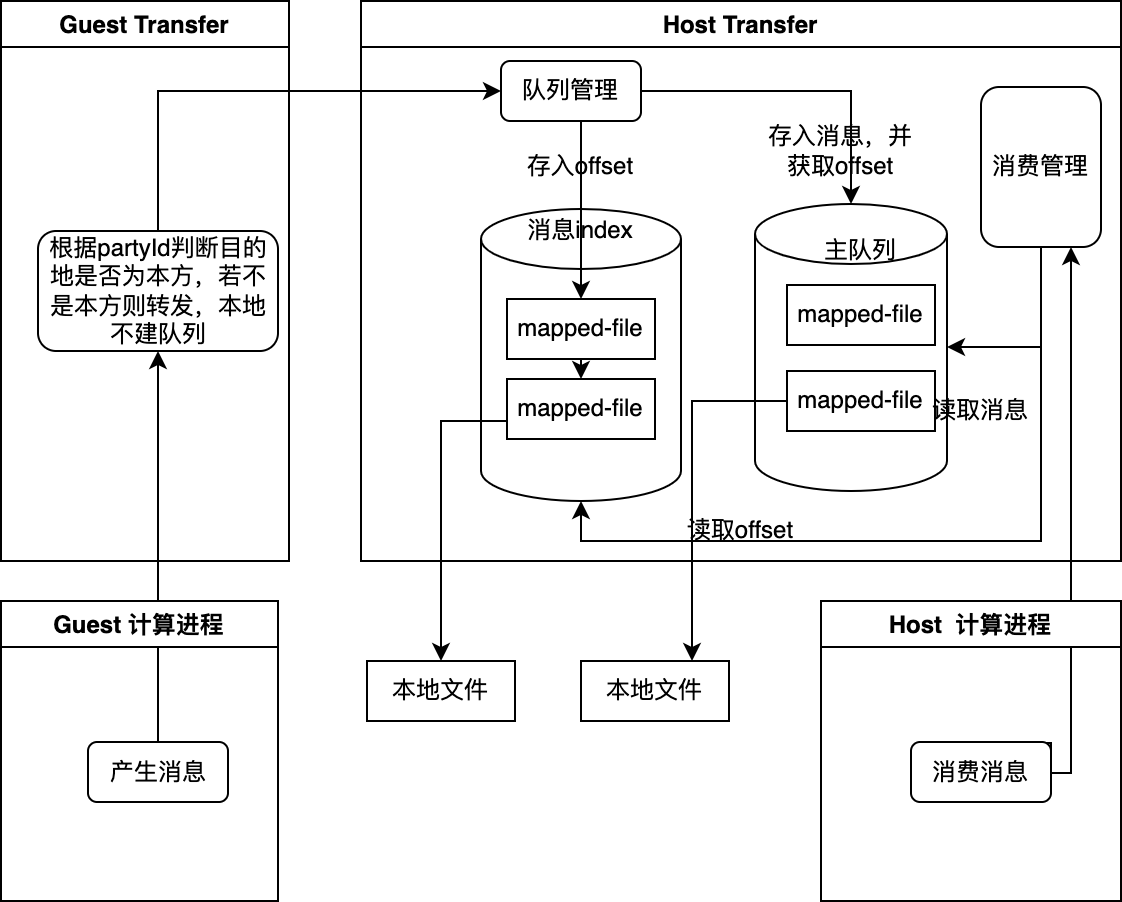 Guest Transfer
Host Transfer
队列管理
存入消息，并
获取offset
消费管理
存入offset
消息index
主队列
根据partyId判断目的
地是否为本方，若不
是本方则转发，本地
不建队列
mapped-file
mapped-file
mapped-file
mapped-file
读取消息
读取offset
Guest 计算进程
Host 计算进程
本地文件
本地文件
产生消息
消费消息